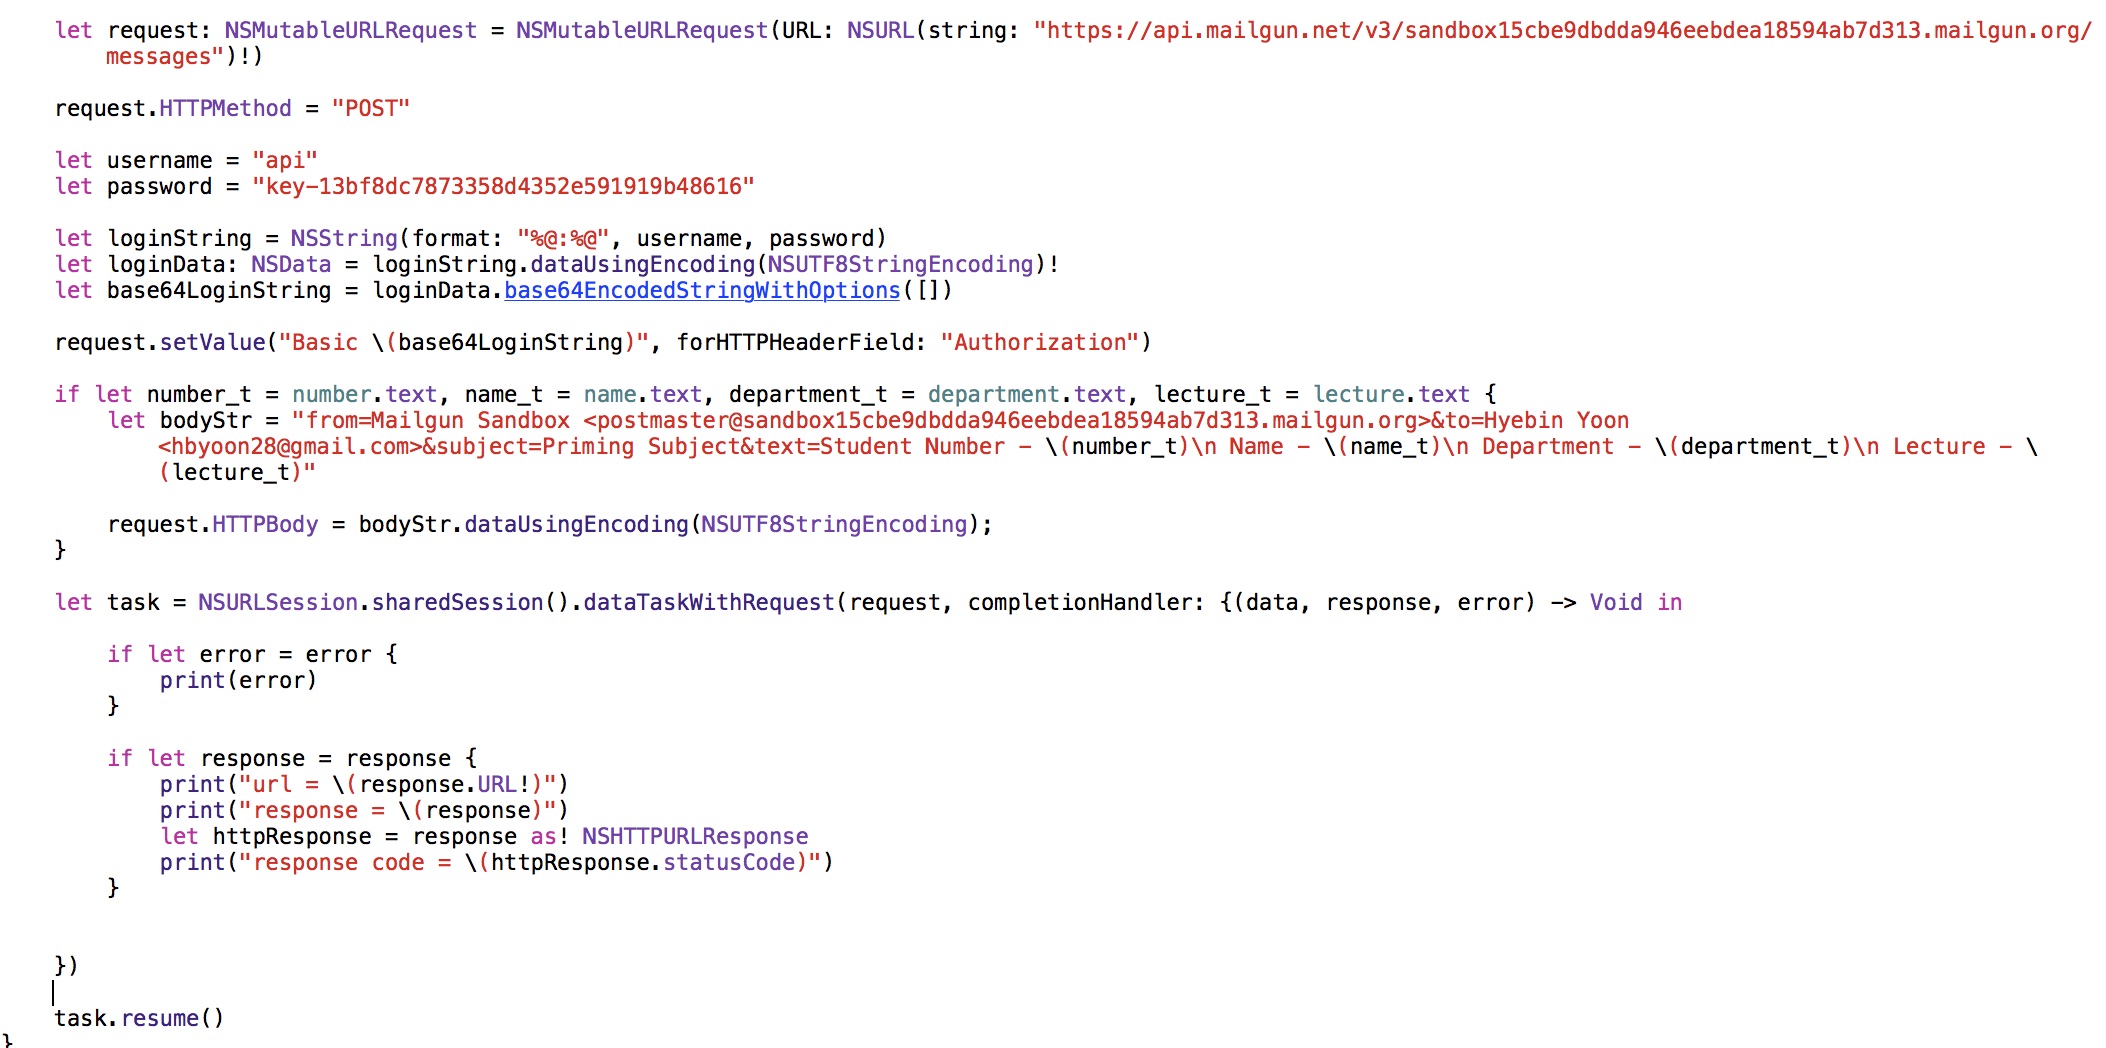 let request: NSMutableURLRequest = NSMutableURLRequest(URL: NSURL(string: "https://api.mailgun.net/v3/sandbox15cbe9dbdda946eebdea18594ab7d313.mailgun.org/
messages")!)
request.HTTPMethod = "POST"
let username = "api"
let password = "key-13bf8dc7873358d4352e591919b48616"
let loginString = NSString(format: "%@:%@", username, password)
let loginData: NSData = loginString.dataUsingEncoding(NSUTF8StringEncoding)!
let base64LoginString = loginData.base64EncodedStringWithOptions([])
request.setValue("Basic \(base64LoginString)", forHTTPHeaderField: "Authorization")
if let number_t = number.text, name_t = name.text, department_t = department.text, lecture_t = lecture.text {
let bodyStr = "from=Mailgun Sandbox <postmaster@sandbox15cbe9dbdda946eebdea18594ab7d313.mailgun.org>&to=Hyebin Yoon
<hbyoon28@gmail.com>&subject=Priming Subject&text=Student Number - \(number_t)\n Name - \(name_t)\n Department - \(department_t)\n Lecture - \
(lecture_t)"
request.HTTPBody = bodyStr.dataUsingEncoding(NSUTF8StringEncoding);
}
let task = NSURLSession.sharedSession().dataTaskWithRequest(request, completionHandler: {(data, response, error) -> Void in
if let error = error {
print(error)
}
if let response = response {
print("url = \(response.URL!)")
print("response = \(response)")
let httpResponse = response as! NSHTTPURLResponse
print("response code = \(httpResponse.statusCode)")
}
})
task.resume()
}